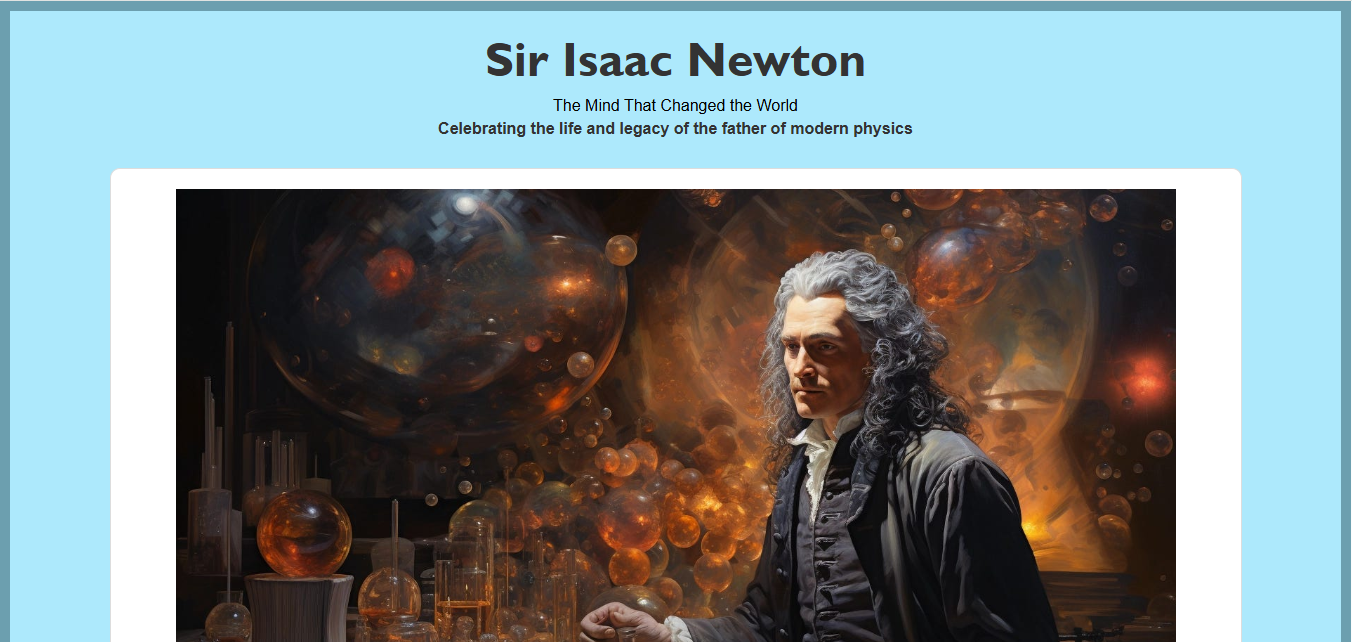 Sir Isaac Newton
The Mind That Changed the World
Celebrating the life and legacy of the father of modern physics